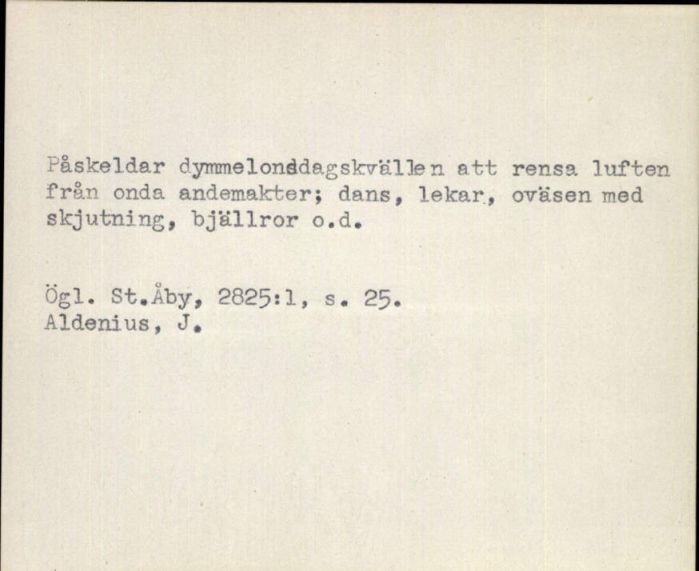 Påskeldar dymmelonsdagskvällen att rensa luften
från onda andemakter; dans, lekar, oväsen med
skjutning, bjällror o.d.
Ögl. St.Åby, 2825:1, s. 25.
Aldenius, J.